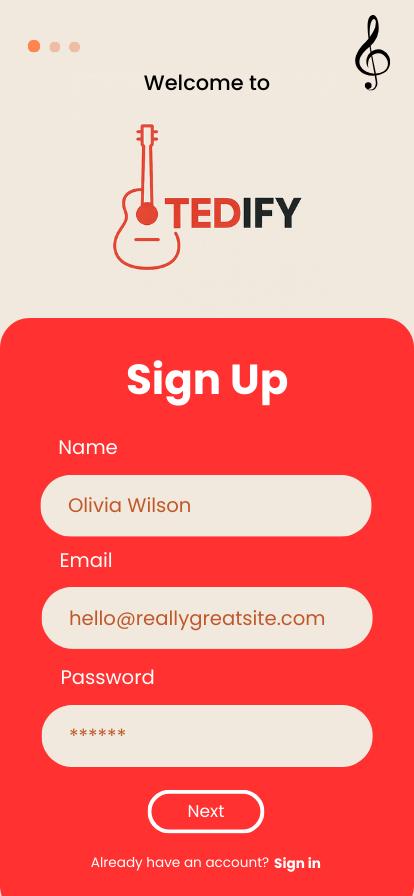 Welcome to
TEDIFY
Sign Up
Name
Olivia Wilson
Email
hello@reallygreatsite.com
Password
******
Next
Already have an account? Sign in